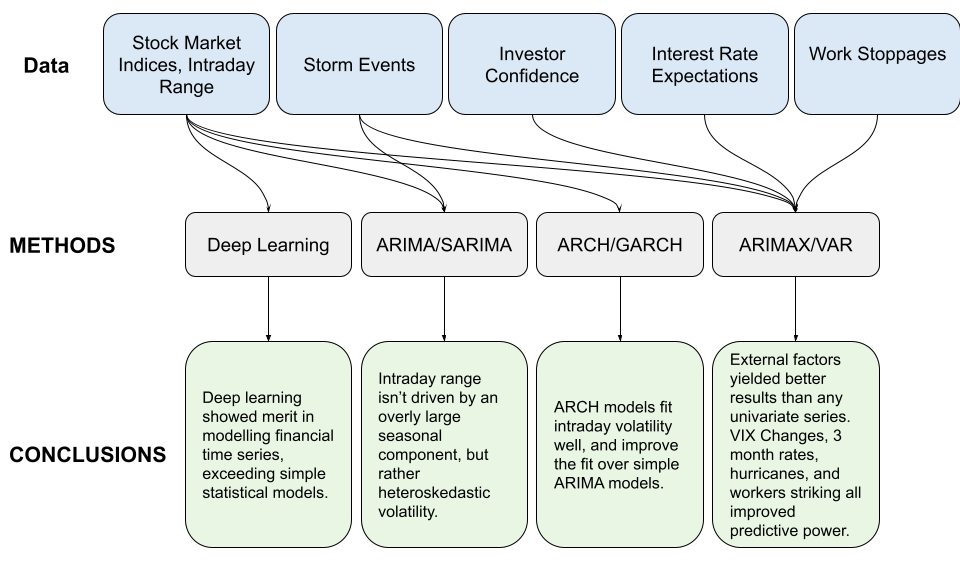 Data
Stock Market
Indices, Intraday
Range
Storm Events
Investor
Confidence
Interest Rate
Expectations
Work Stoppages
METHODS
Deep Learning
ARIMA/SARIMA
ARCH/GARCH
ARIMAX/VAR
CONCLUSIONS
Deep learning
showed merit in
modelling financial
time series,
exceeding simple
statistical models.
Intraday range
isn't driven by an
overly large
seasonal
component, but
rather
heteroskedastic
volatility.
ARCH models fit
intraday volatility
well, and improve
the fit over simple
ARIMA models.
External factors
yielded better
results than any
univariate series.
VIX Changes, 3
month rates,
hurricanes, and
workers striking all
improved
predictive power.